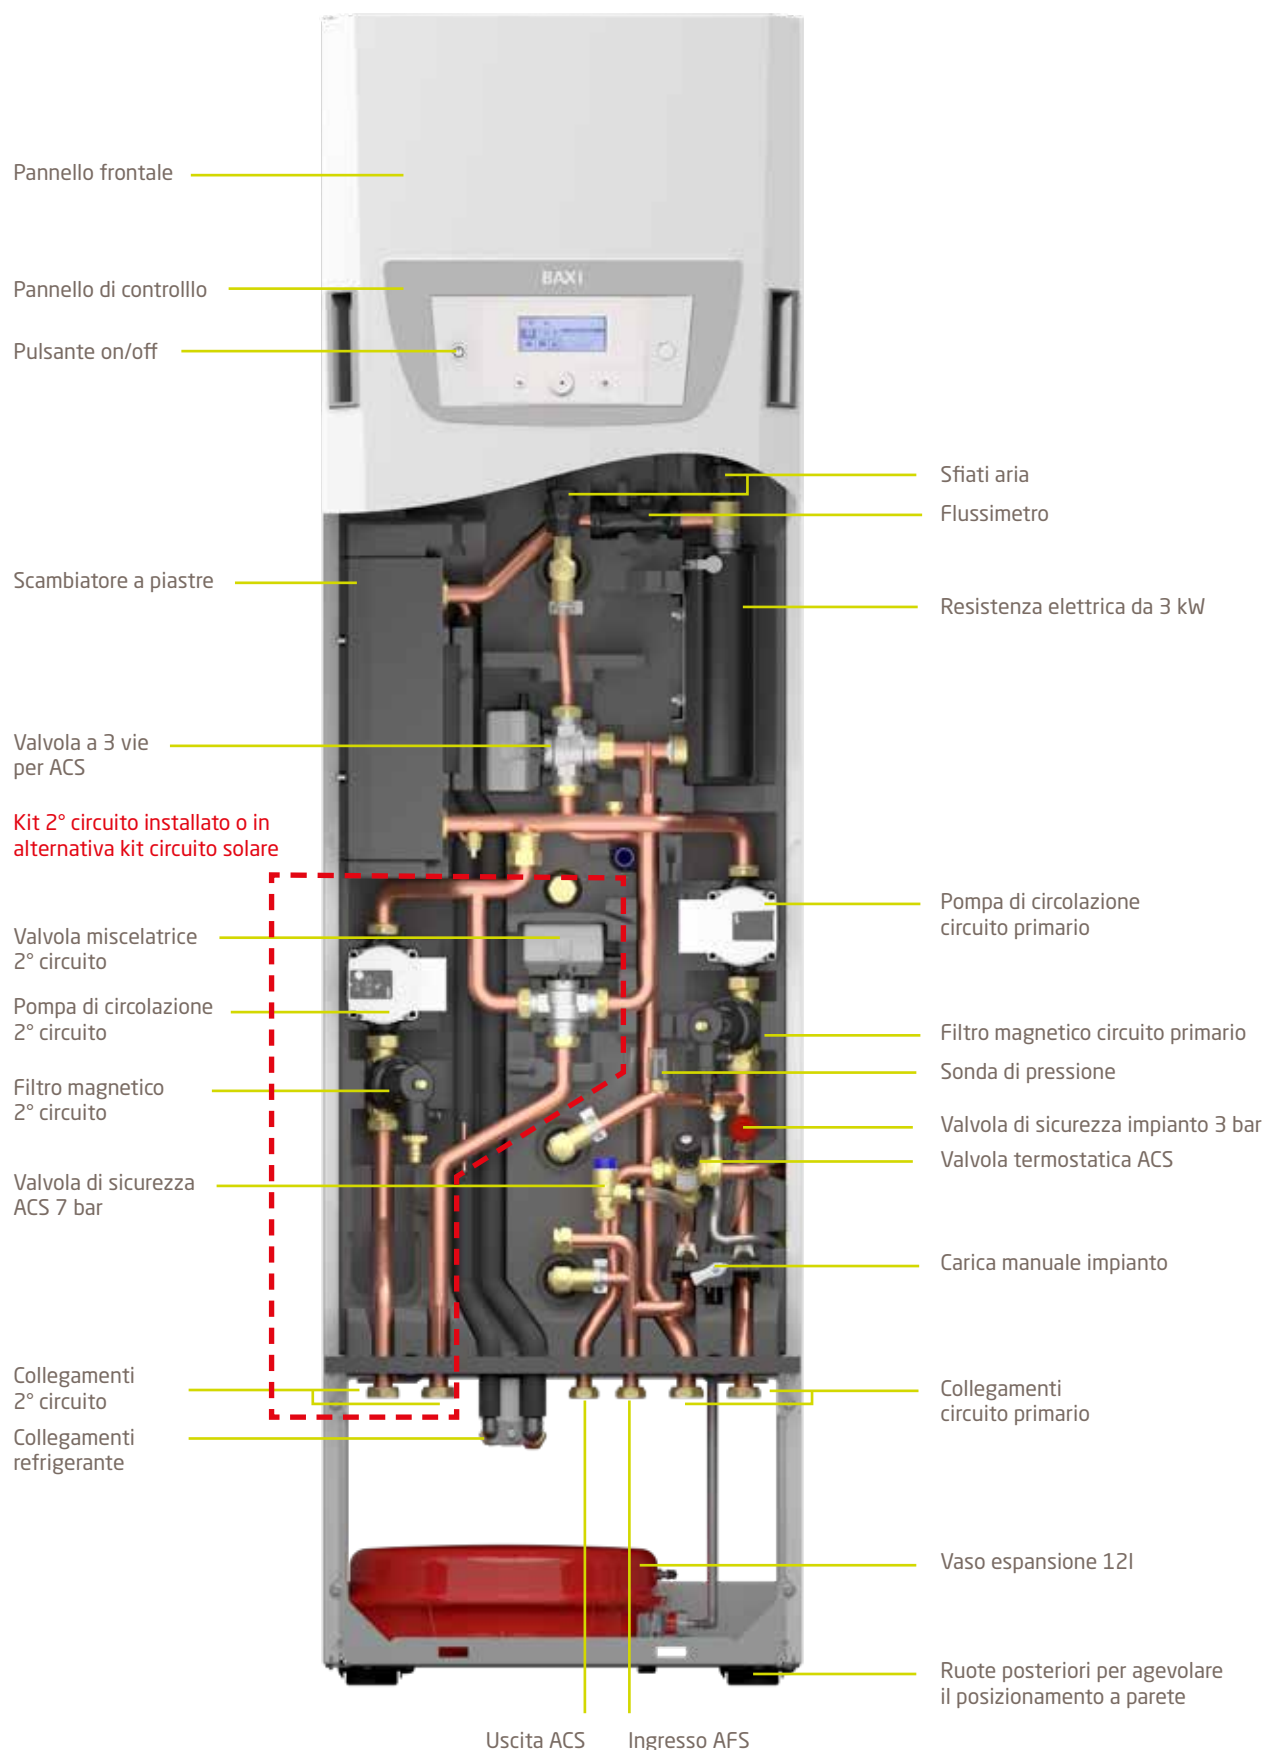 Pannello frontale
Pannello di controlllo
BAXI
Pulsante on/off
Sfiati aria
Flussimetro
Scambiatore a piastre
Resistenza elettrica da 3 kW
Valvola a 3 vie
per ACS
Kit 2° circuito installato o in
alternativa kit circuito solare
Pompa di circolazione
circuito primario
Valvola miscelatrice
2° circuito
Pompa di circolazione
2° circuito
Filtro magnetico circuito primario
Sonda di pressione
Filtro magnetico
2° circuito
Valvola di sicurezza impianto 3 bar
Valvola termostatica ACS
Valvola di sicurezza
ACS 7 bar
Carica manuale impianto
Collegamenti
2° circuito
Collegamenti
circuito primario
Collegamenti
refrigerante
Vaso espansione 12l
Ruote posteriori per agevolare
il posizionamento a parete
Uscita ACS
Ingresso AFS